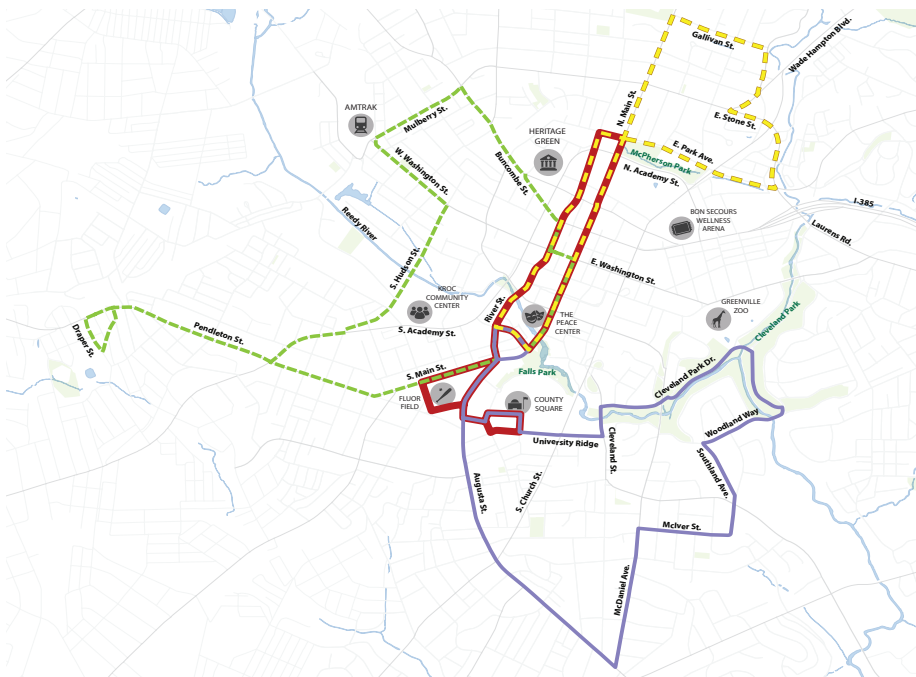 Gallivan St.
Wade Hampton Blvd.
AMTRAK
Mulberry St.
N. Main St.
E. Stone St.
HERITAGE
GREEN
E. Park Ave.
McPherson Park
W. Washington St.
Buncombe St.
N. Academy St.
I-385
BON SECOURS
WELLNESS
ARENA
Reedy River
Laurens Rd.
S. Hudson St.
E. Washington St.
KROC
COMMUNITY
CENTER
River St.
GREENVILLE
ZOO
THE
PEACE
CENTER
Cleveland Park
Draper St.
Pendleton St.
S. Academy St.
S. Main St.
Falls Park
Cleveland Park Dr.
FLUOR
FIELD
COUNTY
SQUARE
Woodland Way
University Ridge
Cleveland St.
Southland Ave.
Augusta St.
S. Church St.
McIver St.
McDaniel Ave.